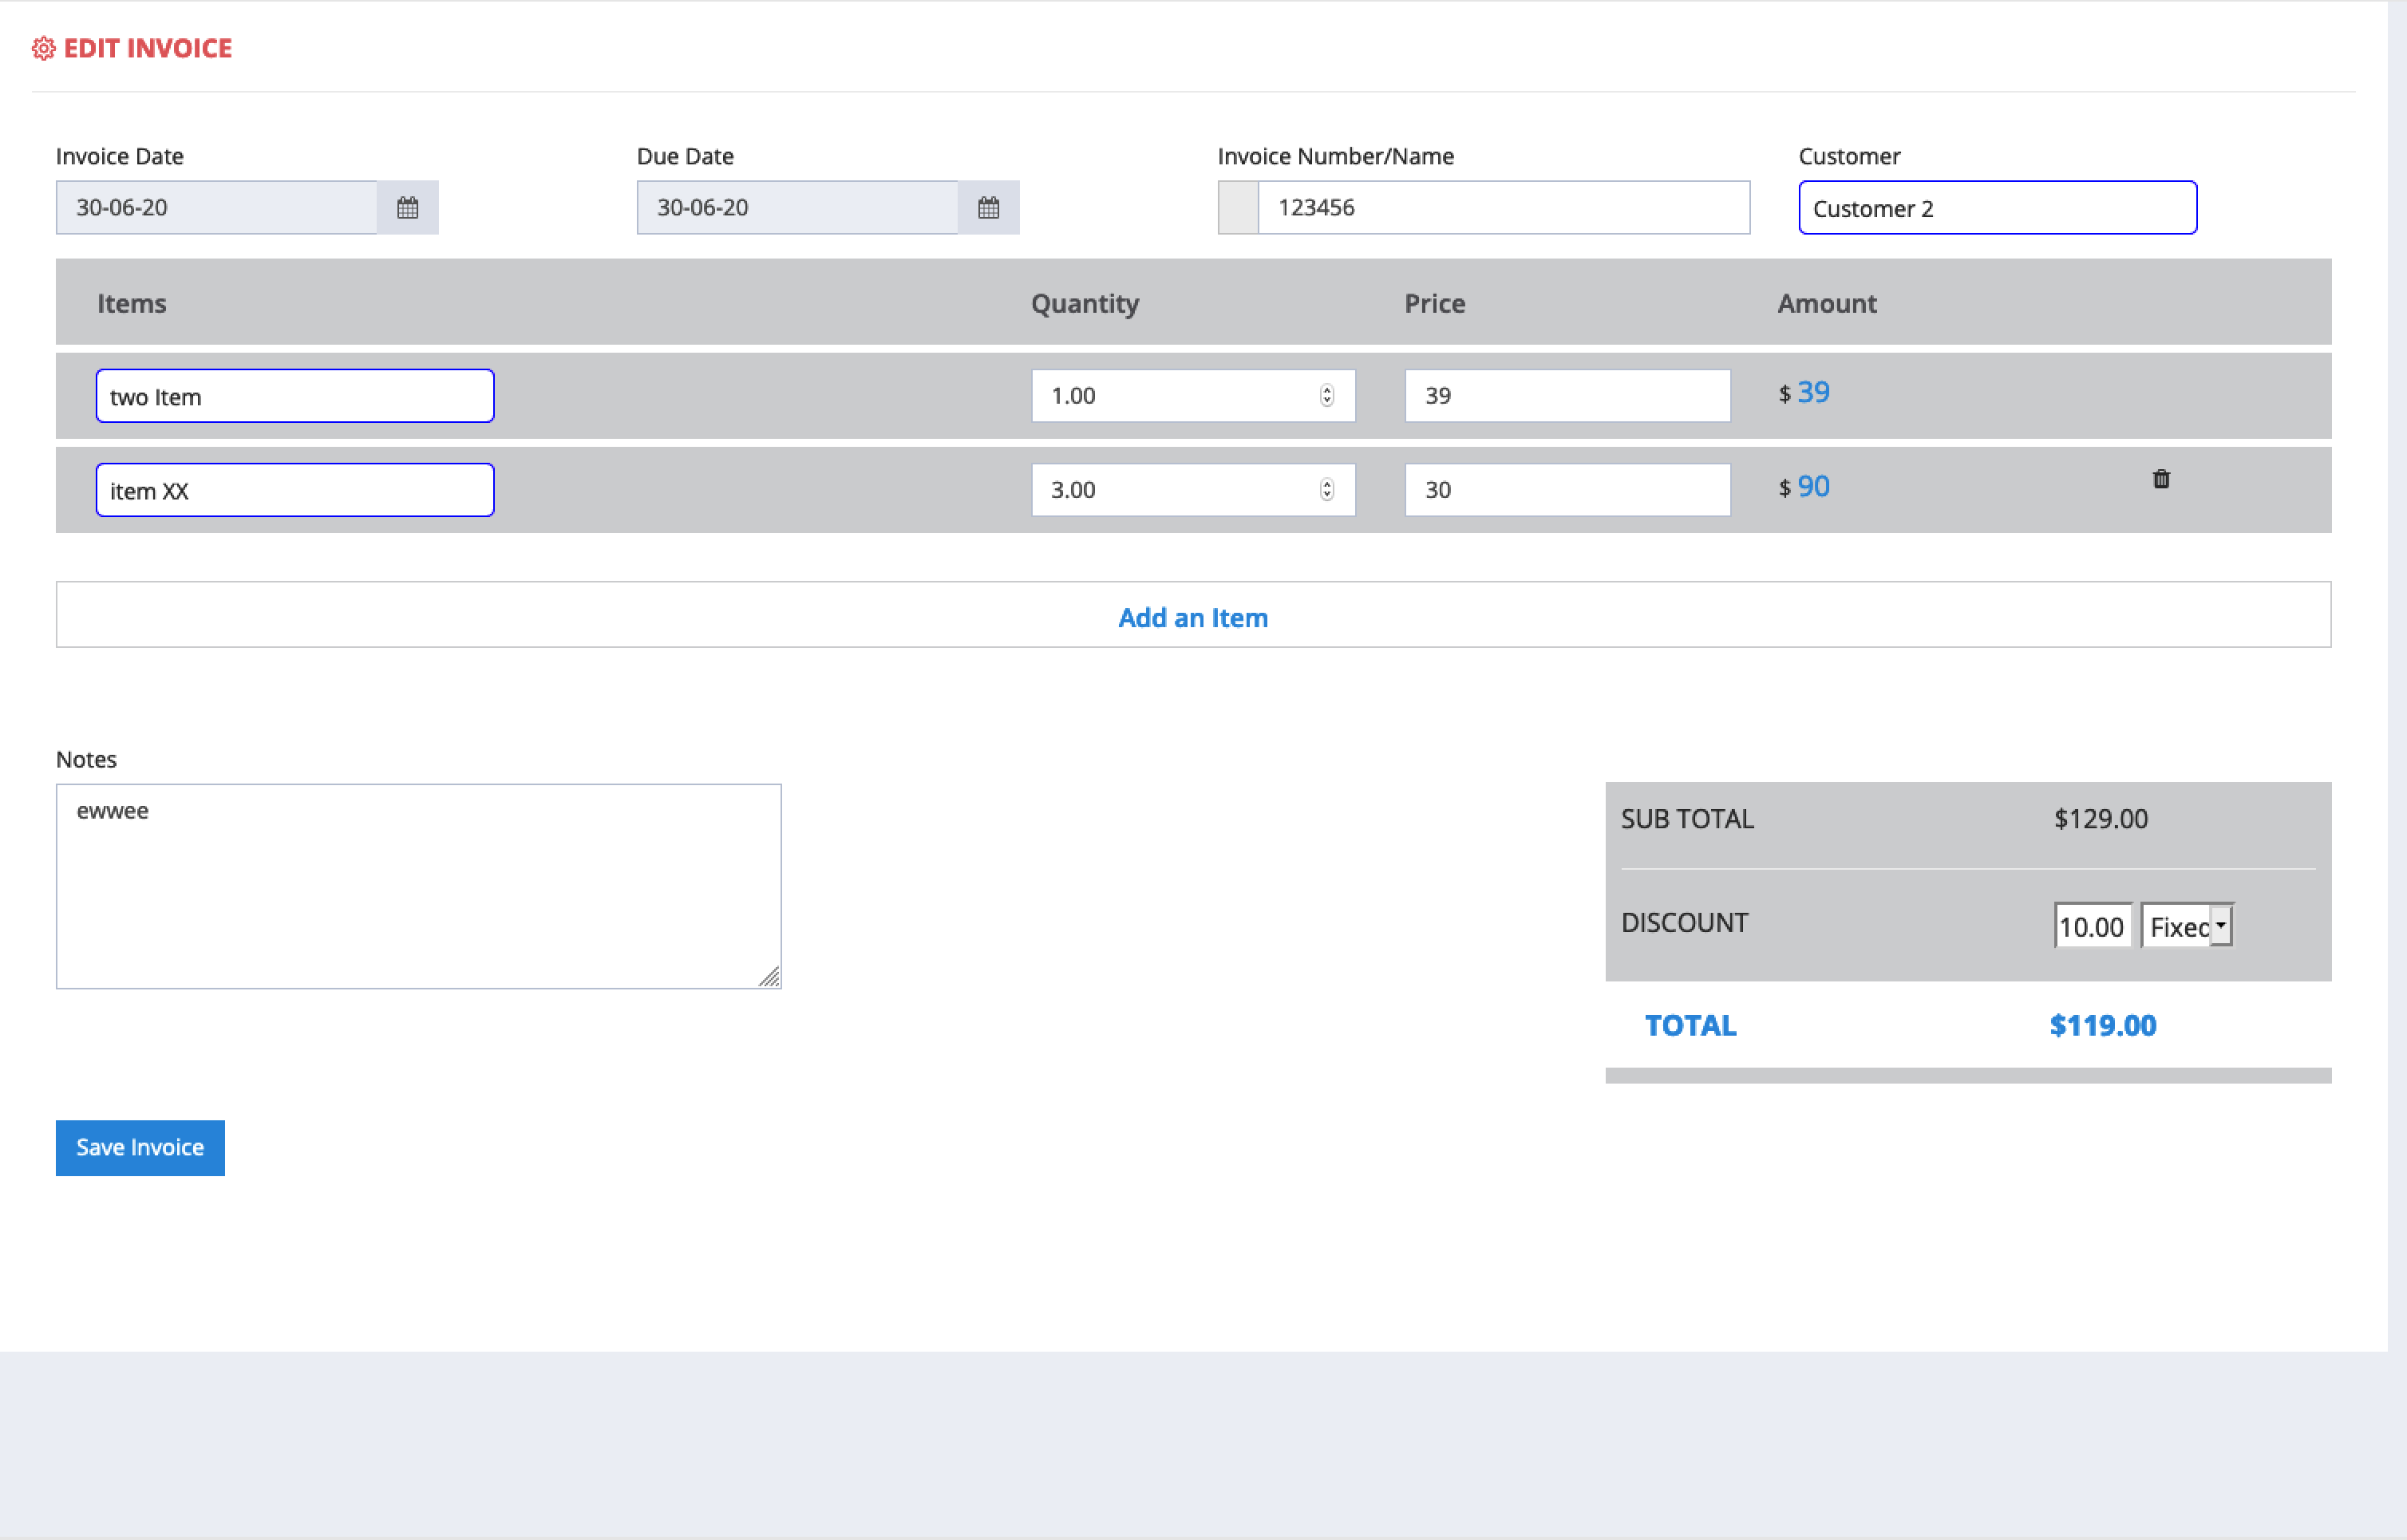 EDIT INVOICE
Invoice Date Due Date Invoice Number/Name Customer
30-06-20 30-06-20 123456 Customer 2
Items Quantity Price Amount
two Item 1.00 39 $ 39
item XX 3.00 30 $ 90
Add an Item
Notes
ewwee
SUB TOTAL $129.00
DISCOUNT 10.00 Fixed
TOTAL $119.00
Save Invoice